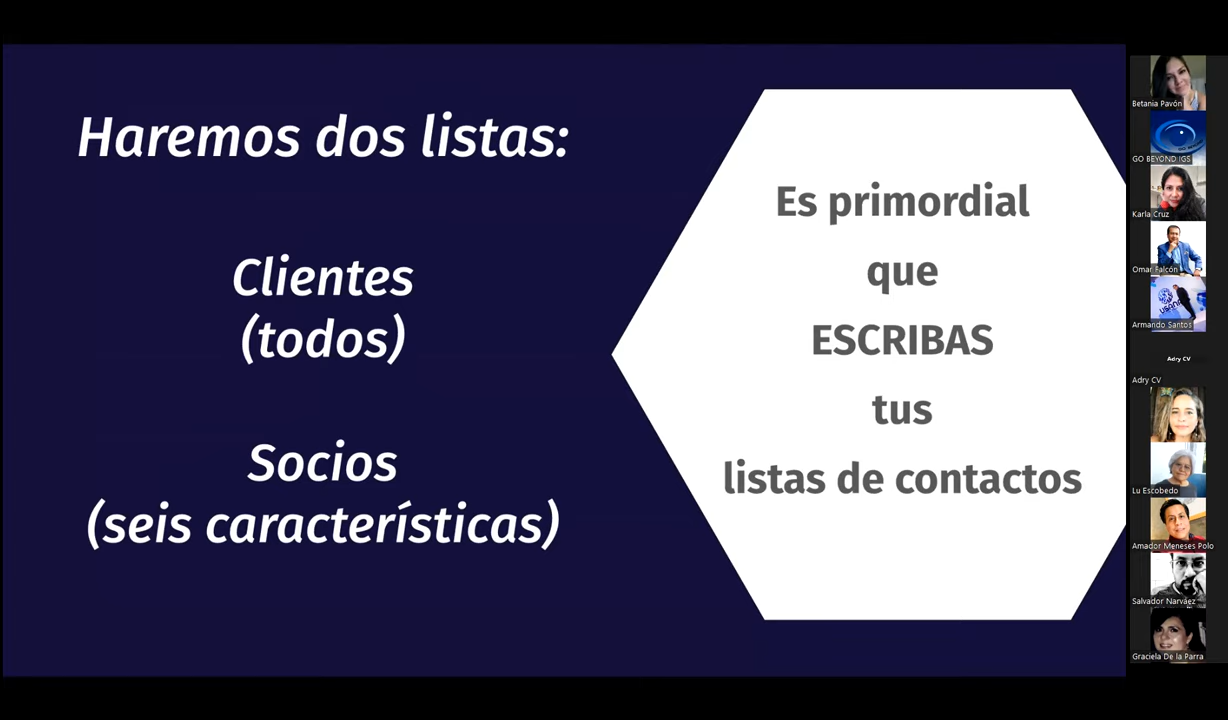 Haremos dos listas:
Clientes
(todos)
Socios
(seis características)
Es primordial
que
ESCRIBAS
tus
listas de contactos
Betania Pavón
GO BEYOND IGS
Karla Cruz
Omar Falcón
USANA
Armando Santos
Adry CV
Adry CV
Lu Escobedo
Amador Meneses Polo
Salvador Narváez
Graciela De la Parra